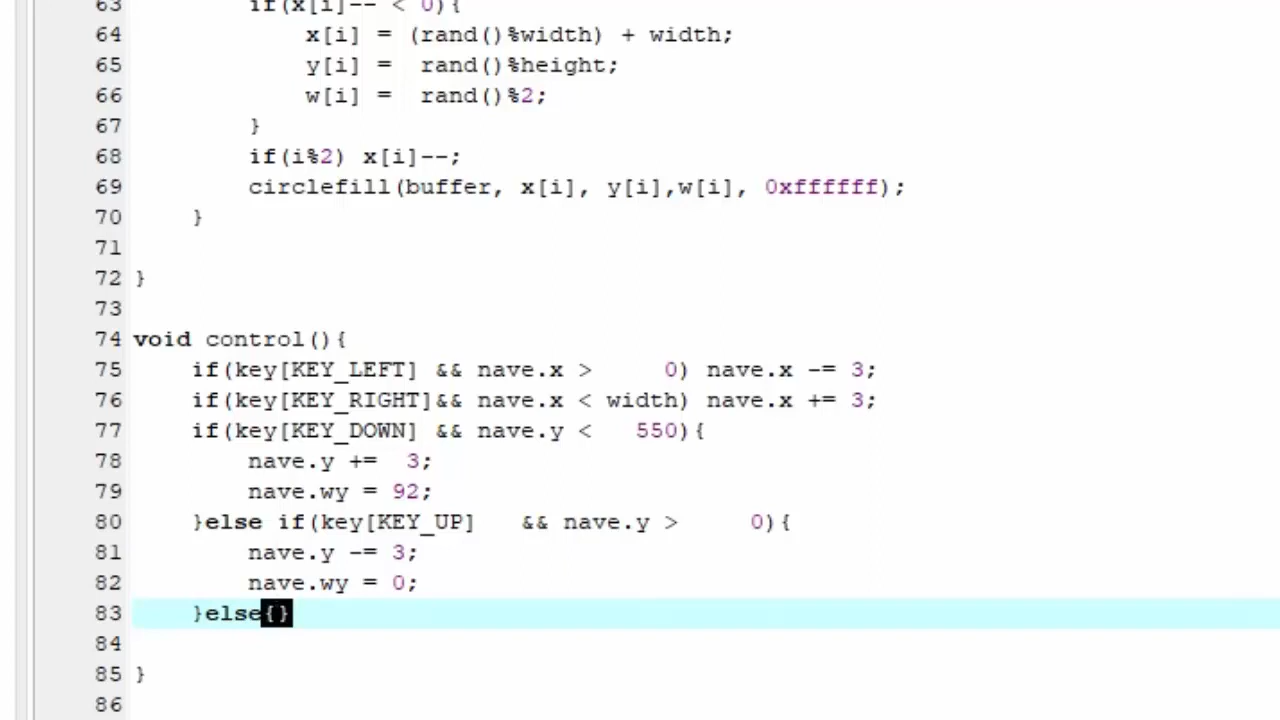 63 if(x[i]-- < 0){
64 x[i] = (rand()%width) + width;
65 y[i] = rand()%height;
66 w[i] = rand()%2;
67 }
68 if(i%2) x[i]--;
69 circlefill(buffer, x[i], y[i],w[i], 0xffffff);
70 }
71
72 }
73
74 void control(){
75 if(key[KEY_LEFT] && nave.x > 0) nave.x -= 3;
76 if(key[KEY_RIGHT]&& nave.x < width) nave.x += 3;
77 if(key[KEY_DOWN] && nave.y < 550){
78 nave.y += 3;
79 nave.wy = 92;
80 }else if(key[KEY_UP] && nave.y > 0){
81 nave.y -= 3;
82 nave.wy = 0;
83 }else{}
84
85 }
86